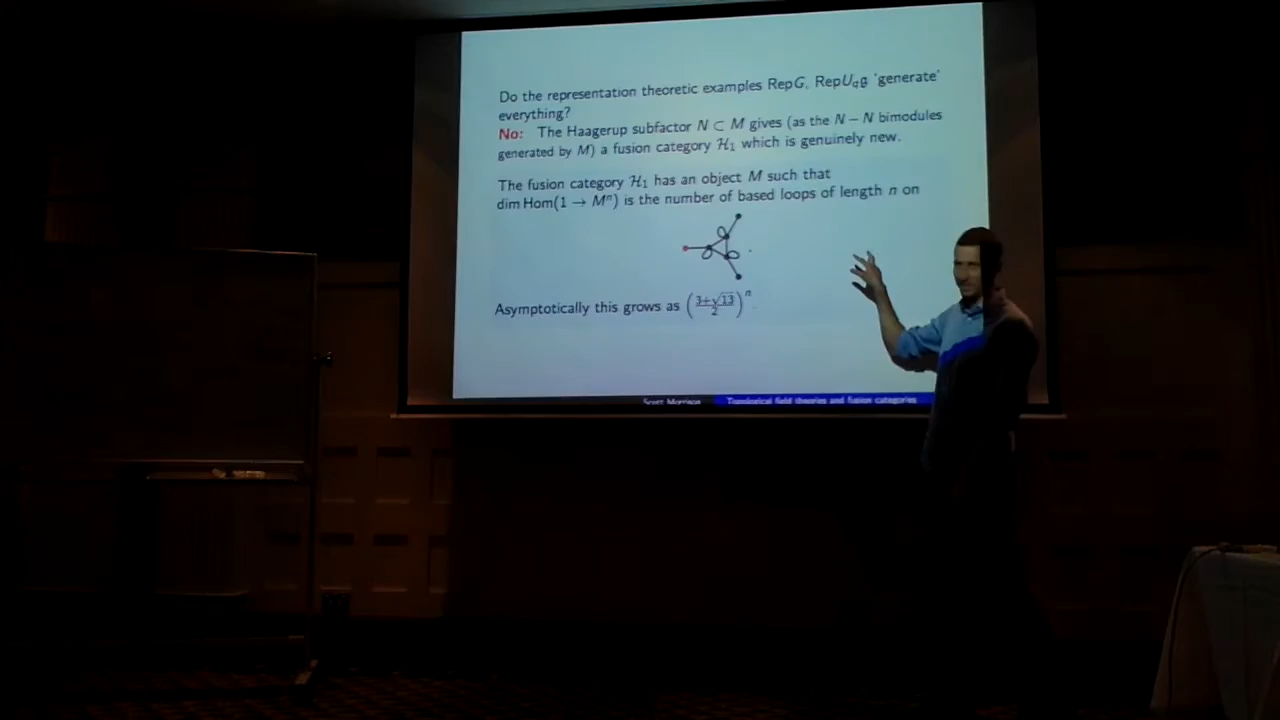 Do the representation theoretic examples RepG, RepU_q𝔤 'generate'
everything?
No: The Haagerup subfactor N ⊂ M gives (as the N − N bimodules
generated by M) a fusion category ℋ₁ which is genuinely new.
The fusion category ℋ₁ has an object M such that
dim Hom(1 → Mⁿ) is the number of based loops of length n on
Asymptotically this grows as ((3+√13)/2)ⁿ.
Scott Morrison Topological field theories and fusion categories